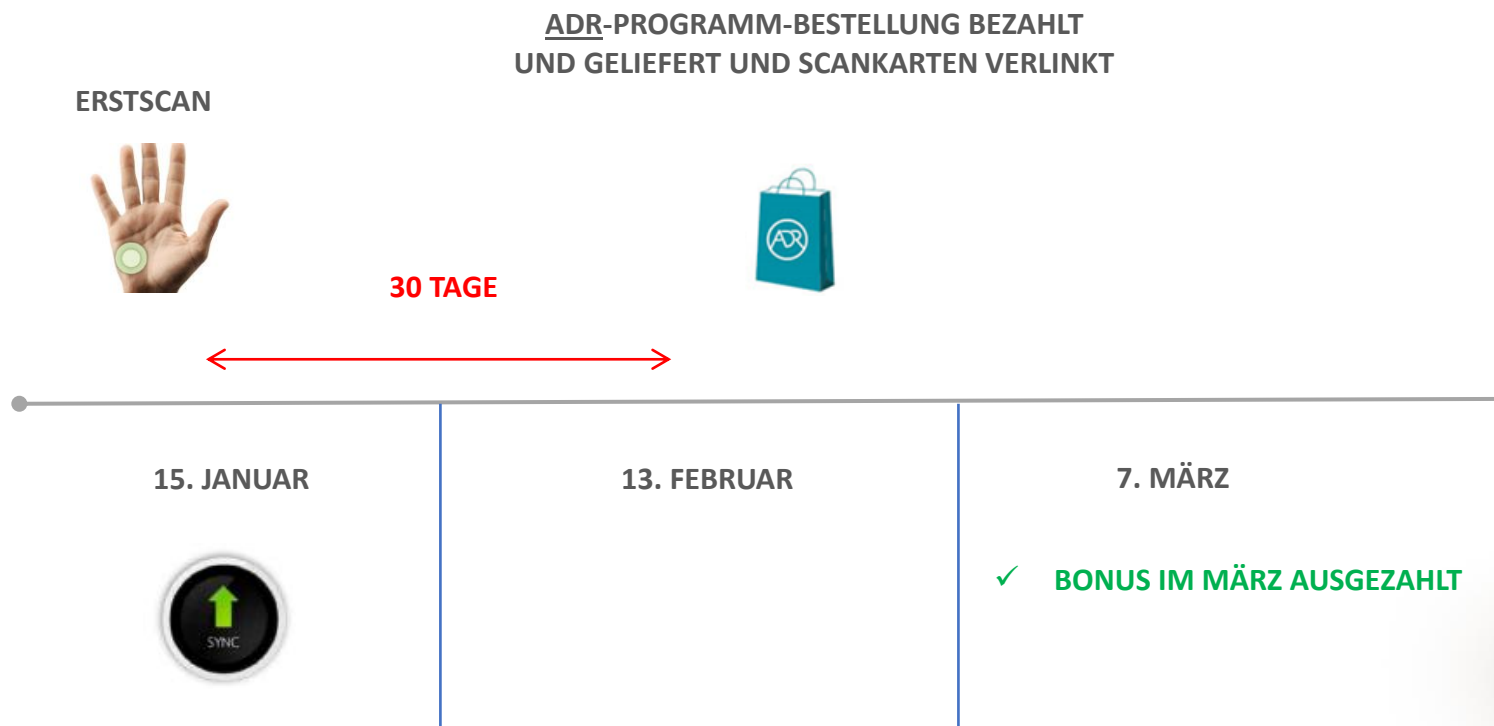 ADR-PROGRAMM-BESTELLUNG BEZAHLT
UND GELIEFERT UND SCANKARTEN VERLINKT
ERSTSCAN
ADR
30 TAGE
15. JANUAR
13. FEBRUAR
7. MÄRZ
SYNC
✓ BONUS IM MÄRZ AUSGEZAHLT